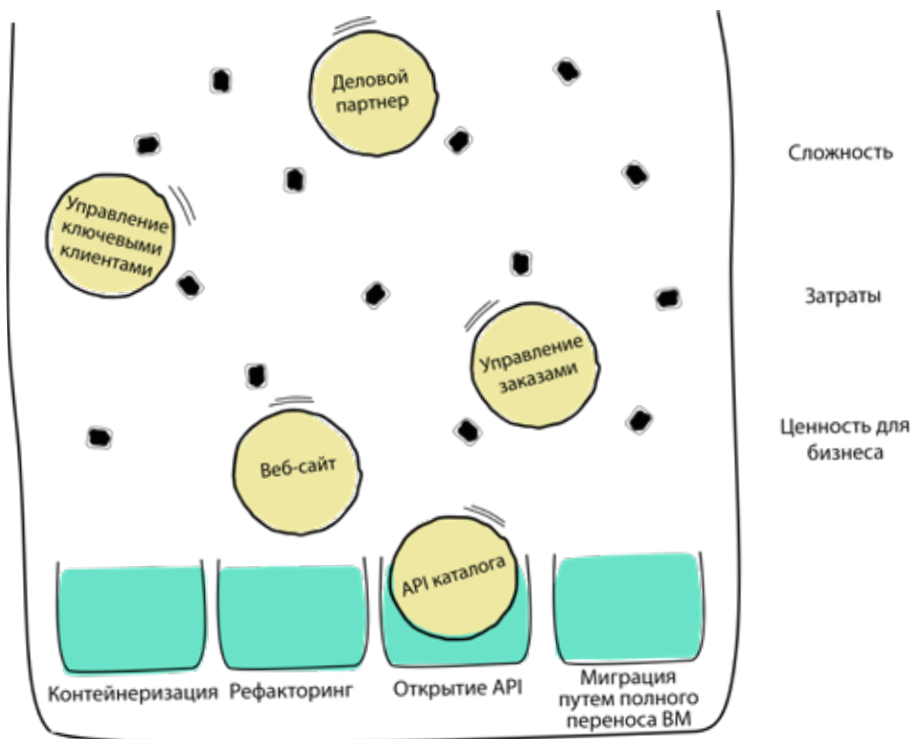 Деловой
партнер
Сложность
Управление
ключевыми
клиентами
Затраты
Управление
заказами
Ценность для
бизнеса
Веб-сайт
API каталога
Контейнеризация
Рефакторинг
Открытие API
Миграция
путем полного
переноса ВМ